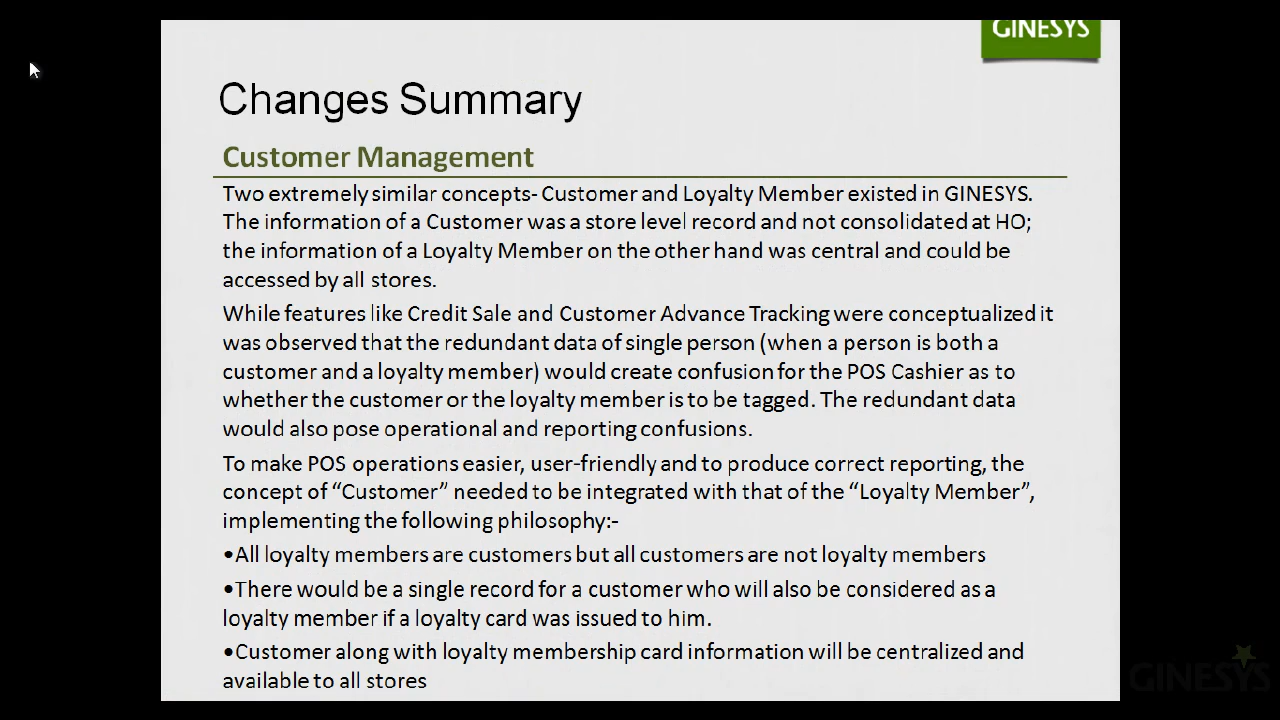 GINESYS
Changes Summary
Customer Management
Two extremely similar concepts- Customer and Loyalty Member existed in GINESYS.
The information of a Customer was a store level record and not consolidated at HO;
the information of a Loyalty Member on the other hand was central and could be
accessed by all stores.
While features like Credit Sale and Customer Advance Tracking were conceptualized it
was observed that the redundant data of single person (when a person is both a
customer and a loyalty member) would create confusion for the POS Cashier as to
whether the customer or the loyalty member is to be tagged. The redundant data
would also pose operational and reporting confusions.
To make POS operations easier, user-friendly and to produce correct reporting, the
concept of “Customer” needed to be integrated with that of the “Loyalty Member”,
implementing the following philosophy:-
•All loyalty members are customers but all customers are not loyalty members
•There would be a single record for a customer who will also be considered as a
loyalty member if a loyalty card was issued to him.
•Customer along with loyalty membership card information will be centralized and
available to all stores
GINESYS